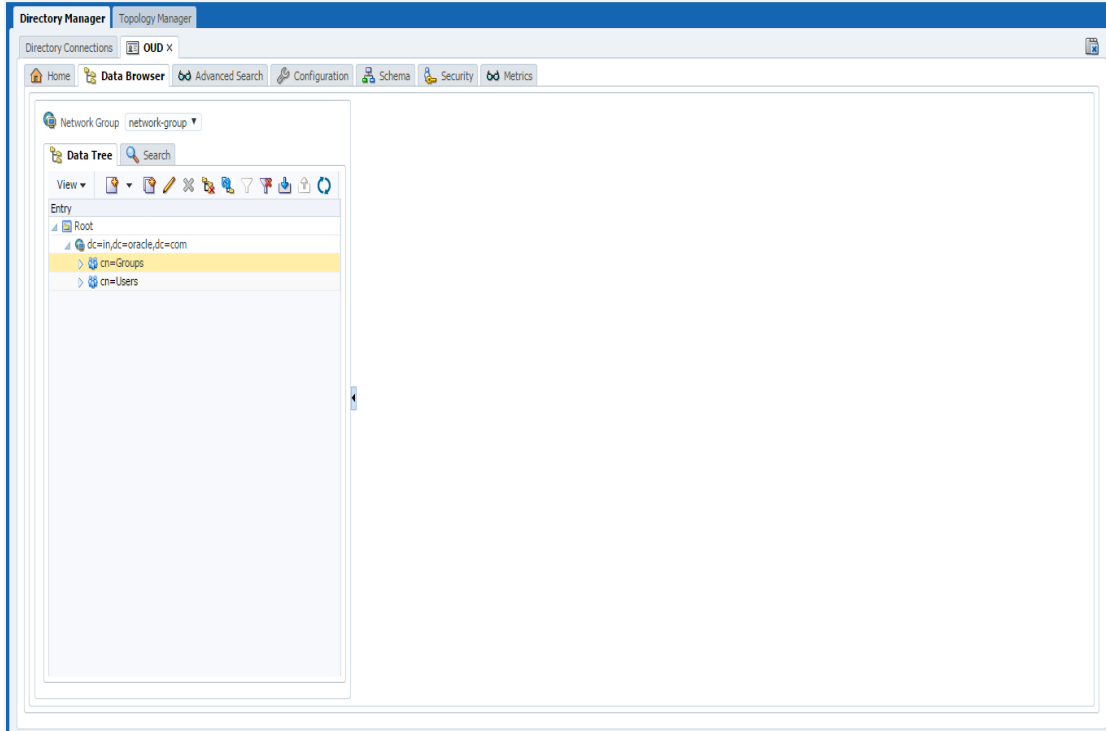 Directory Manager Topology Manager
Directory Connections OUD X
Home Data Browser Advanced Search Configuration Schema Security Metrics
Network Group network-group
Data Tree Search
View
Entry
Root
dc=in,dc=oracle,dc=com
cn=Groups
cn=Users